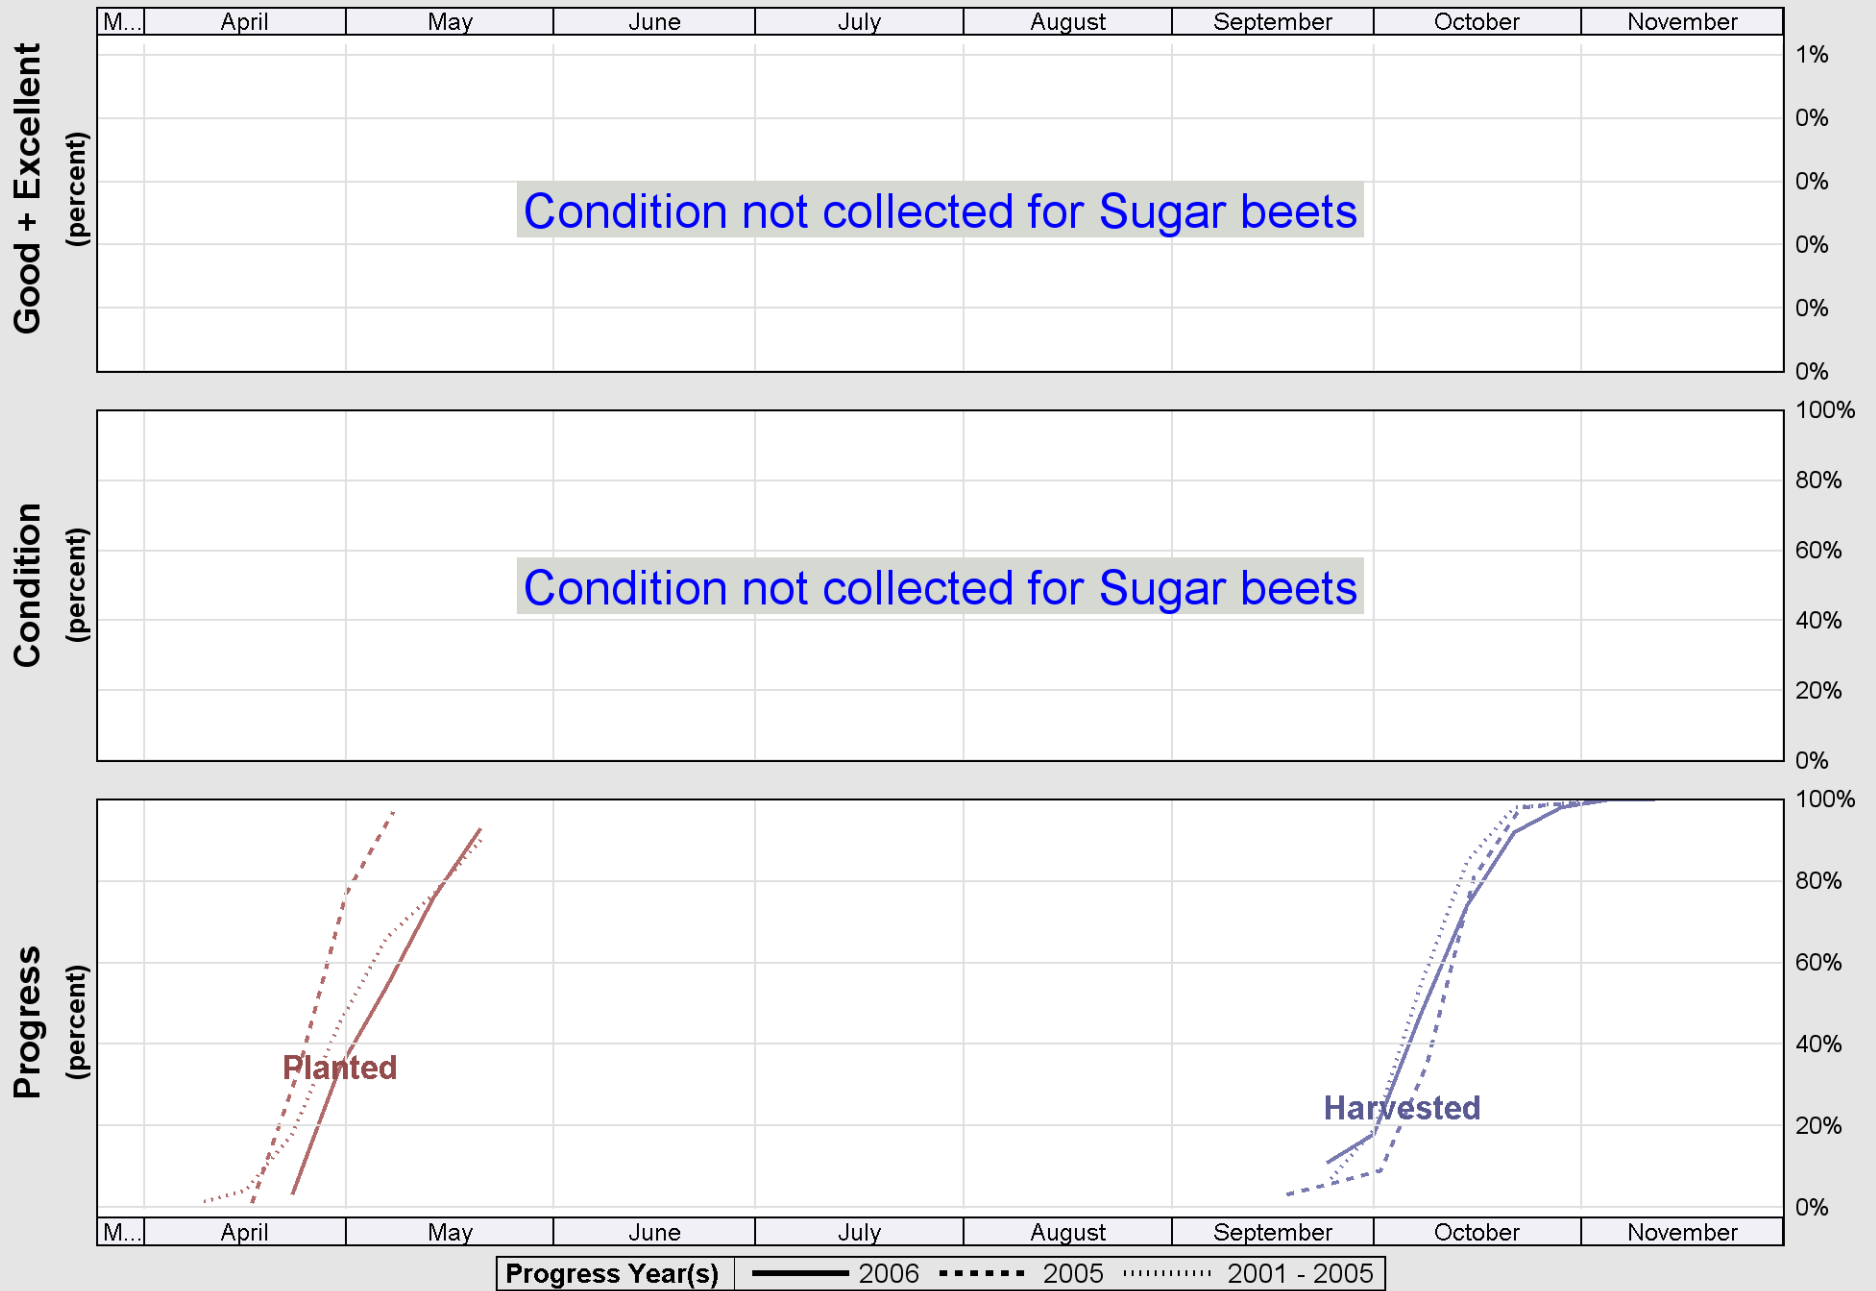 M... April May June July August September October November
Good + Excellent
(percent)
1%
0%
0%
0%
0%
0%
Condition not collected for Sugar beets
Condition
(percent)
100%
80%
60%
40%
20%
0%
Condition not collected for Sugar beets
Progress
(percent)
100%
80%
60%
40%
20%
0%
Planted
Harvested
M... April May June July August September October November
Progress Year(s) 2006 2005 2001 - 2005